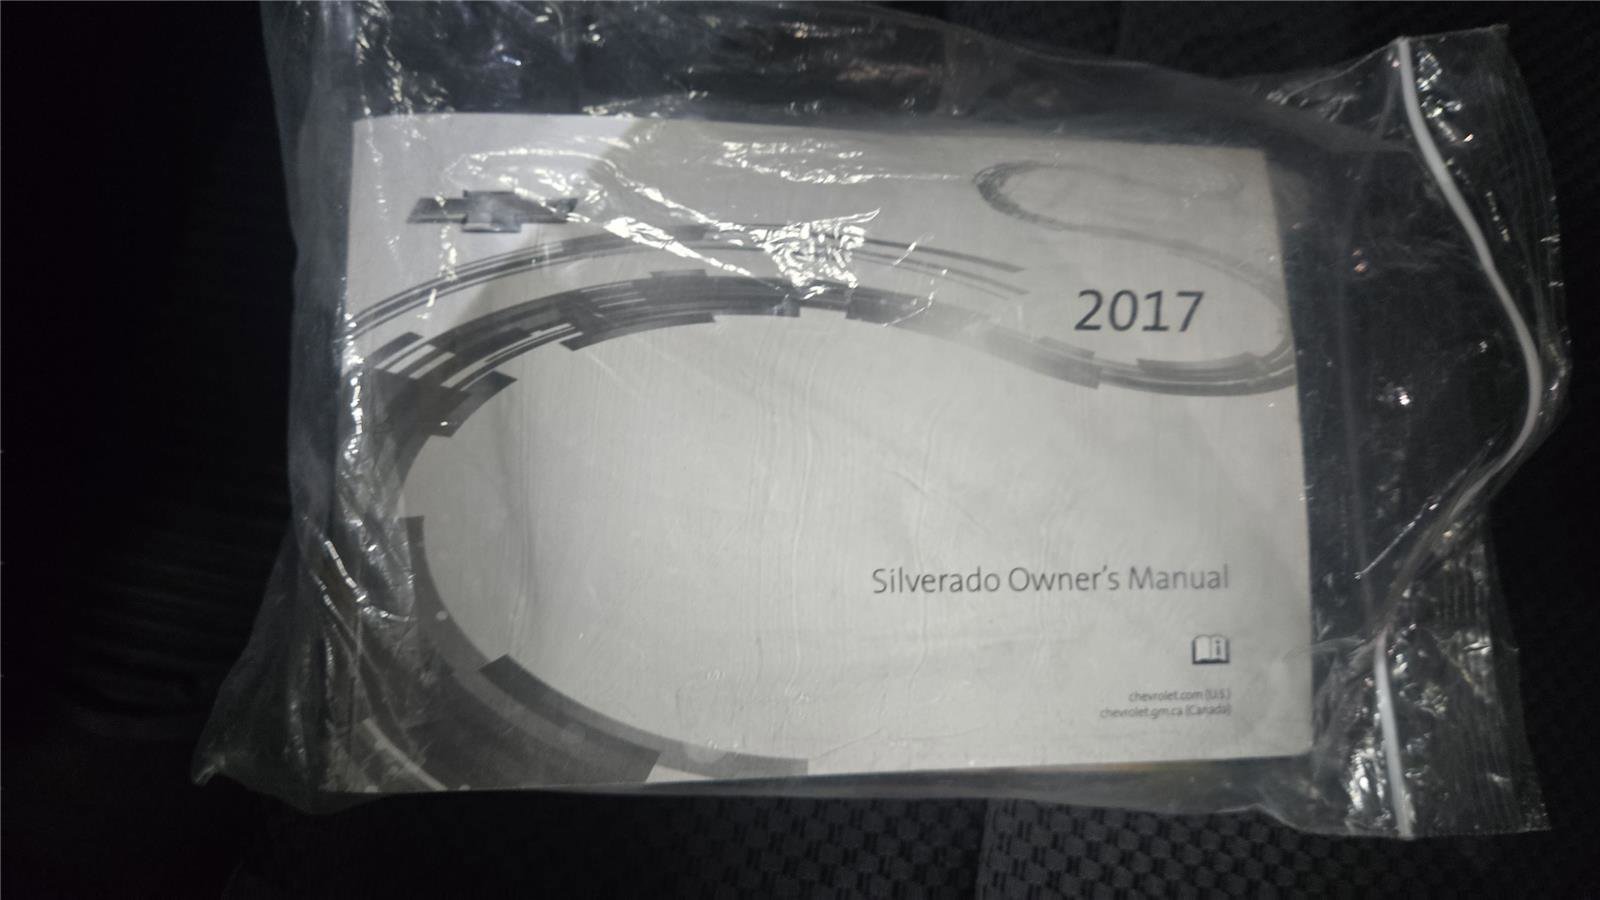 2017
Silverado Owner's Manual
chevrolet.com (U.S.)
chevrolet.gm.ca (Canada)